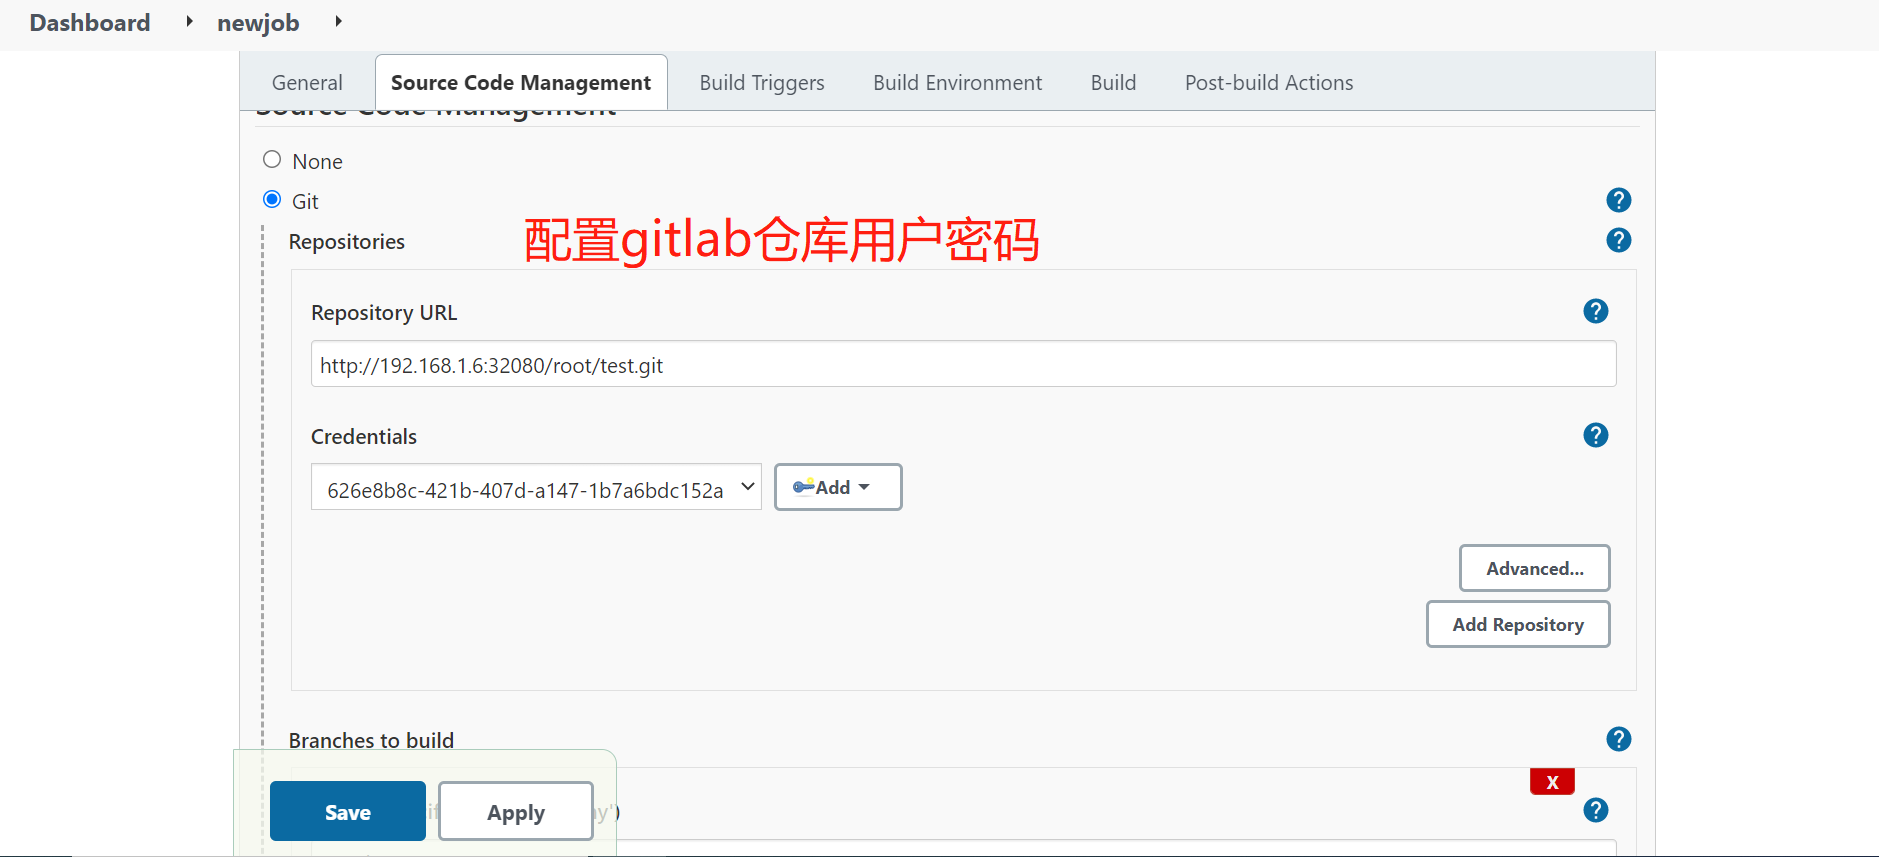 Dashboard newjob
General Source Code Management Build Triggers Build Environment Build Post-build Actions
Source Code Management
None
Git
配置gitlab仓库用户密码
Repositories
Repository URL
http://192.168.1.6:32080/root/test.git
Credentials
626e8b8c-421b-407d-a147-1b7a6bdc152a Add
Advanced...
Add Repository
Branches to build
X
Save Apply